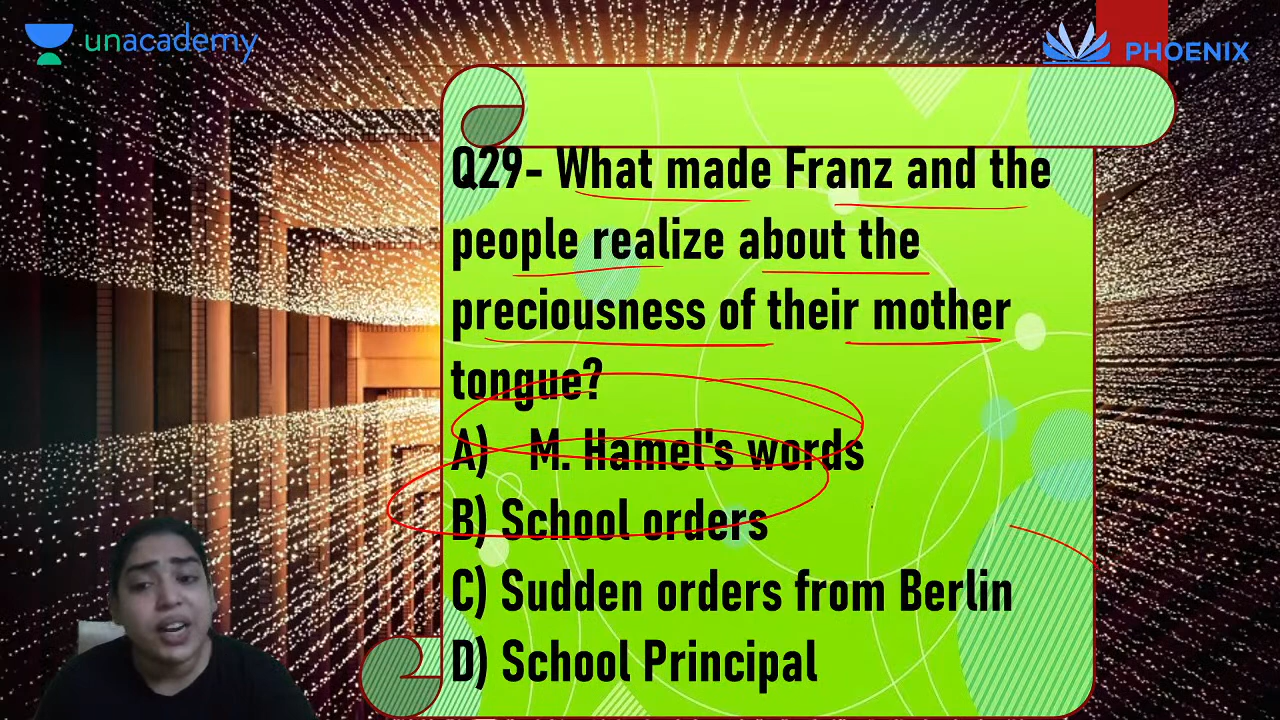 unacademy
PHOENIX
Q29- What made Franz and the
people realize about the
preciousness of their mother
tongue?
A) M. Hamel's words
B) School orders
C) Sudden orders from Berlin
D) School Principal